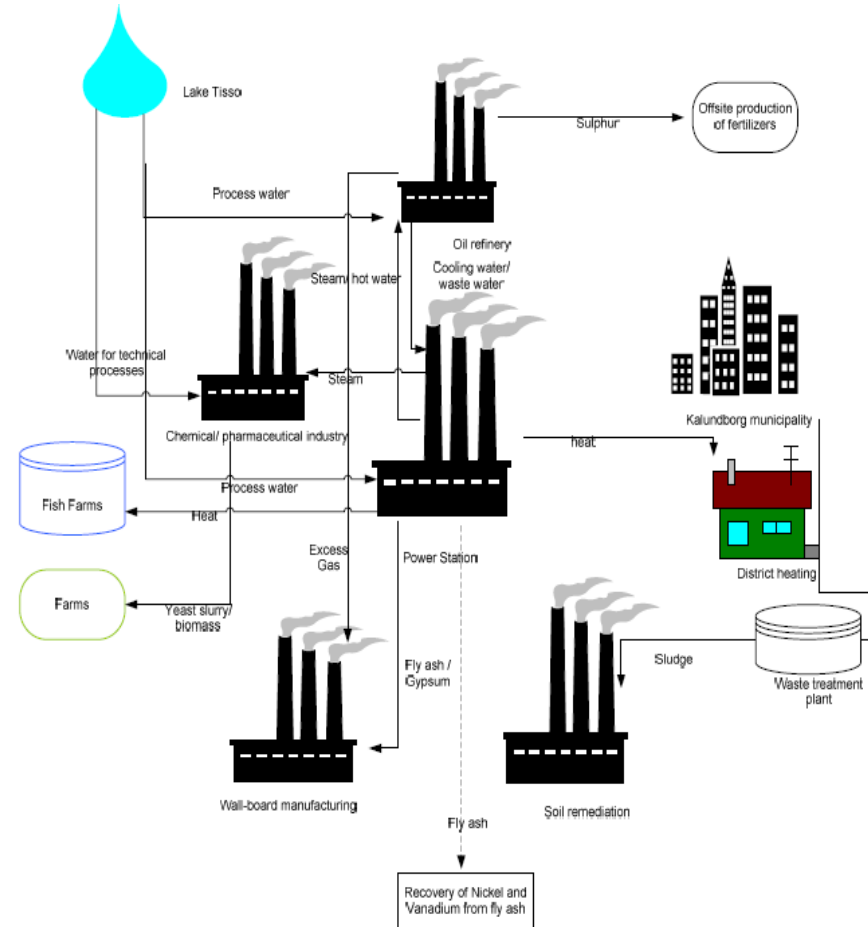 Lake Tisso
Sulphur
Offsite production
of fertilizers
Process water
Oil refinery
Steam/ hot water
Cooling water/
waste water
Water for technical
processes
Steam
Chemical/ pharmaceutical industry
Kalundborg municipality
heat
Process water
Fish Farms
Heat
Excess
Gas
Power Station
District heating
Farms
Yeast slurry/
biomass
Fly ash /
Gypsum
Sludge
Waste treatment
plant
Wall-board manufacturing
Soil remediation
Fly ash
Recovery of Nickel and
Vanadium from fly ash